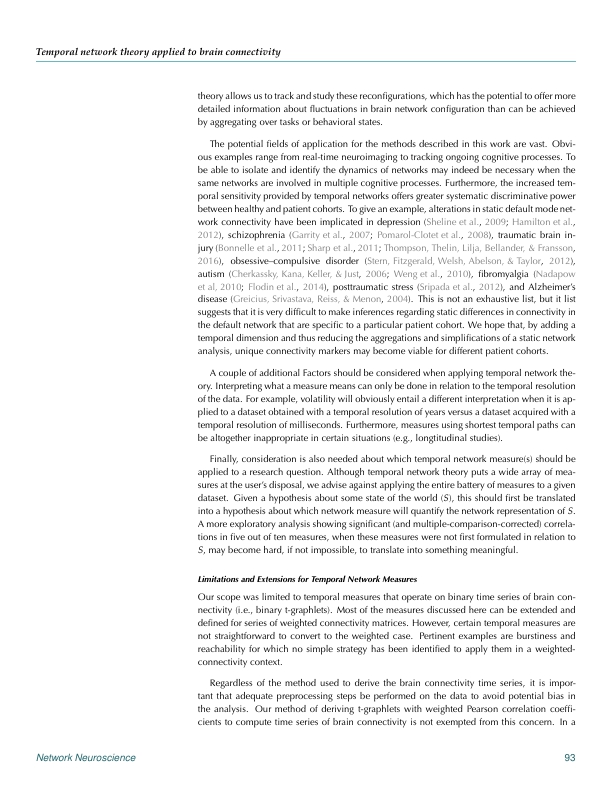 Temporal network theory applied to brain connectivity
theory allows us to track and study these reconfigurations, which has the potential to offer more
detailed information about fluctuations in brain network configuration than can be achieved
by aggregating over tasks or behavioral states.
The potential fields of application for the methods described in this work are vast. Obvi-
ous examples range from real-time neuroimaging to tracking ongoing cognitive processes. To
be able to isolate and identify the dynamics of networks may indeed be necessary when the
same networks are involved in multiple cognitive processes. Furthermore, the increased tem-
poral sensitivity provided by temporal networks offers greater systematic discriminative power
between healthy and patient cohorts. To give an example, alterations in static default mode net-
work connectivity have been implicated in depression (Sheline et al., 2009; Hamilton et al.,
2012), schizophrenia (Garrity et al., 2007; Pomarol-Clotet et al., 2008), traumatic brain in-
jury (Bonnelle et al., 2011; Sharp et al., 2011; Thompson, Thelin, Lilja, Bellander, & Fransson,
2016), obsessive–compulsive disorder (Stern, Fitzgerald, Welsh, Abelson, & Taylor, 2012),
autism (Cherkassky, Kana, Keller, & Just, 2006; Weng et al., 2010), fibromyalgia (Nadapow
et al, 2010; Flodin et al., 2014), posttraumatic stress (Sripada et al., 2012), and Alzheimer's
disease (Greicius, Srivastava, Reiss, & Menon, 2004). This is not an exhaustive list, but it list
suggests that it is very difficult to make inferences regarding static differences in connectivity in
the default network that are specific to a particular patient cohort. We hope that, by adding a
temporal dimension and thus reducing the aggregations and simplifications of a static network
analysis, unique connectivity markers may become viable for different patient cohorts.
A couple of additional Factors should be considered when applying temporal network the-
ory. Interpreting what a measure means can only be done in relation to the temporal resolution
of the data. For example, volatility will obviously entail a different interpretation when it is ap-
plied to a dataset obtained with a temporal resolution of years versus a dataset acquired with a
temporal resolution of milliseconds. Furthermore, measures using shortest temporal paths can
be altogether inappropriate in certain situations (e.g., longitudinal studies).
Finally, consideration is also needed about which temporal network measure(s) should be
applied to a research question. Although temporal network theory puts a wide array of mea-
sures at the user's disposal, we advise against applying the entire battery of measures to a given
dataset. Given a hypothesis about some state of the world (S), this should first be translated
into a hypothesis about which network measure will quantify the network representation of S.
A more exploratory analysis showing significant (and multiple-comparison-corrected) correla-
tions in five out of ten measures, when these measures were not first formulated in relation to
S, may become hard, if not impossible, to translate into something meaningful.
Limitations and Extensions for Temporal Network Measures
Our scope was limited to temporal measures that operate on binary time series of brain con-
nectivity (i.e., binary t-graphlets). Most of the measures discussed here can be extended and
defined for series of weighted connectivity matrices. However, certain temporal measures are
not straightforward to convert to the weighted case. Pertinent examples are burstiness and
reachability for which no simple strategy has been identified to apply them in a weighted-
connectivity context.
Regardless of the method used to derive the brain connectivity time series, it is impor-
tant that adequate preprocessing steps be performed on the data to avoid potential bias in
the analysis. Our method of deriving t-graphlets with weighted Pearson correlation coeffi-
cients to compute time series of brain connectivity is not exempted from this concern. In a
Network Neuroscience 93